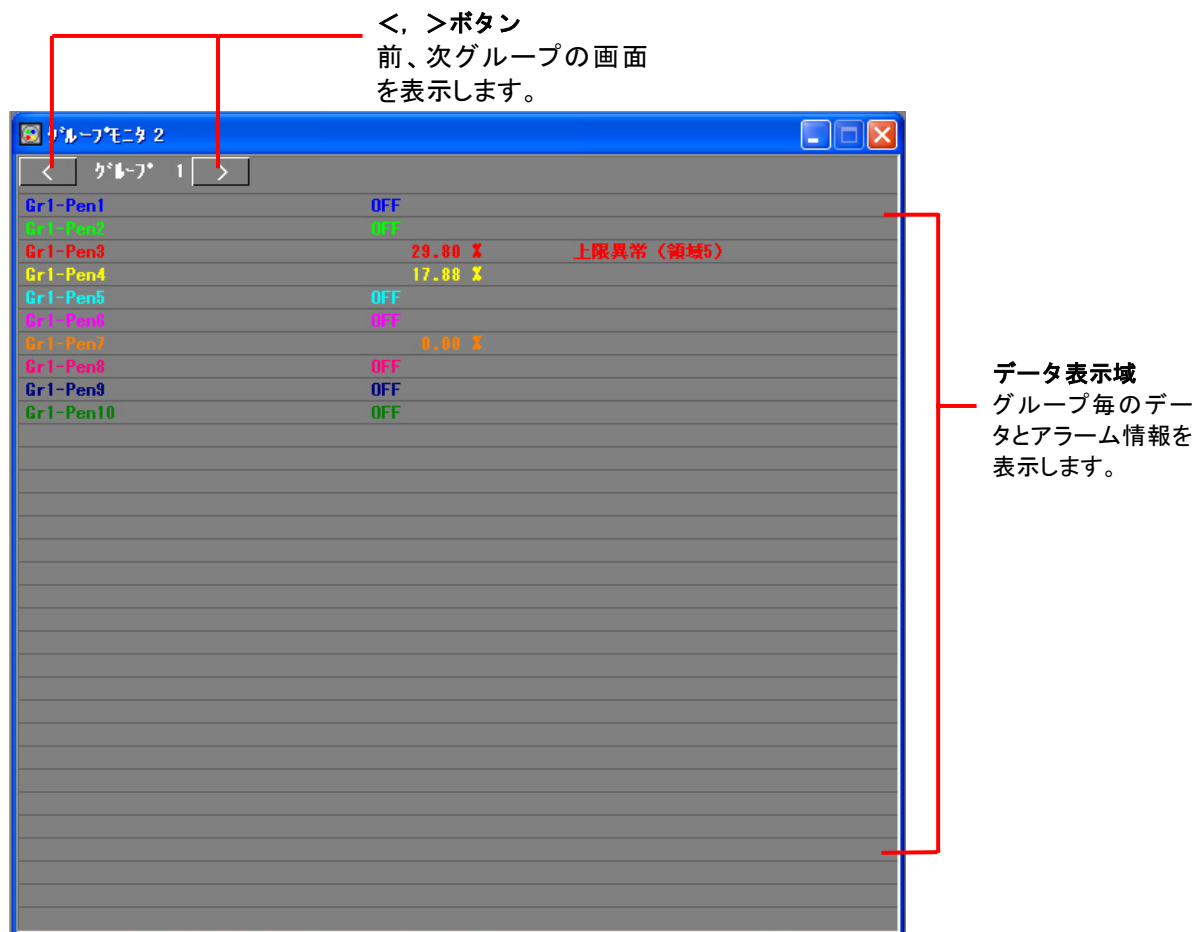 ＜，＞ボタン
前、次グループの画面
を表示します。
ｸﾞﾙｰﾌﾟﾓﾆﾀ 2
< ｸﾞﾙｰﾌﾟ 1 >
Gr1-Pen1 OFF
Gr1-Pen2 OFF
Gr1-Pen3 29.80 % 上限異常（領域5）
Gr1-Pen4 17.88 %
Gr1-Pen5 OFF
Gr1-Pen6 OFF
Gr1-Pen7 0.00 %
Gr1-Pen8 OFF
Gr1-Pen9 OFF
Gr1-Pen10 OFF
データ表示域
グループ毎のデー
タとアラーム情報を
表示します。